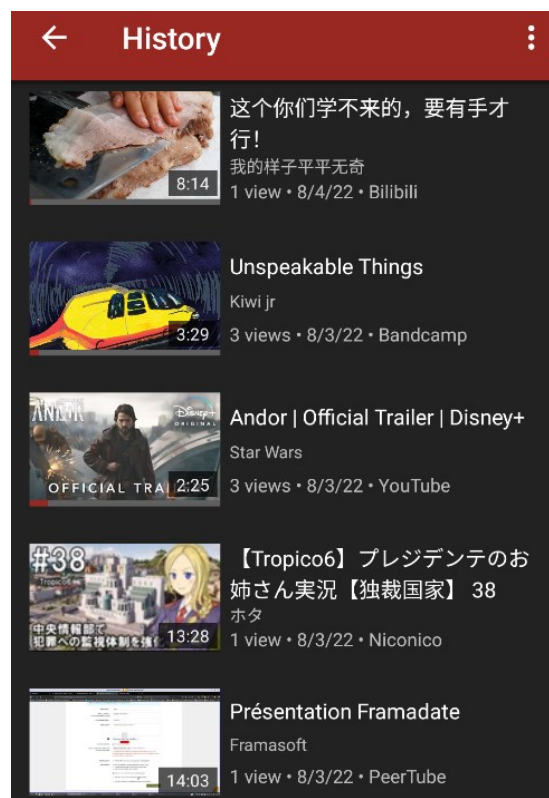 History
这个你们学不来的，要有手才
行！
我的样子平平无奇
8:14
1 view • 8/4/22 • Bilibili
Unspeakable Things
Kiwi jr
3:29
3 views • 8/3/22 • Bandcamp
ANDOR
Disney+
ORIGINAL
Andor | Official Trailer | Disney+
Star Wars
OFFICIAL TRAI
2:25
3 views • 8/3/22 • YouTube
#38
Tropico6
【Tropico6】プレジデンテのお
姉さん実況【独裁国家】 38
ホタ
中央情報部で
犯罪への監視体制を強化
13:28
1 view • 8/3/22 • Niconico
Présentation Framadate
Framasoft
14:03
1 view • 8/3/22 • PeerTube